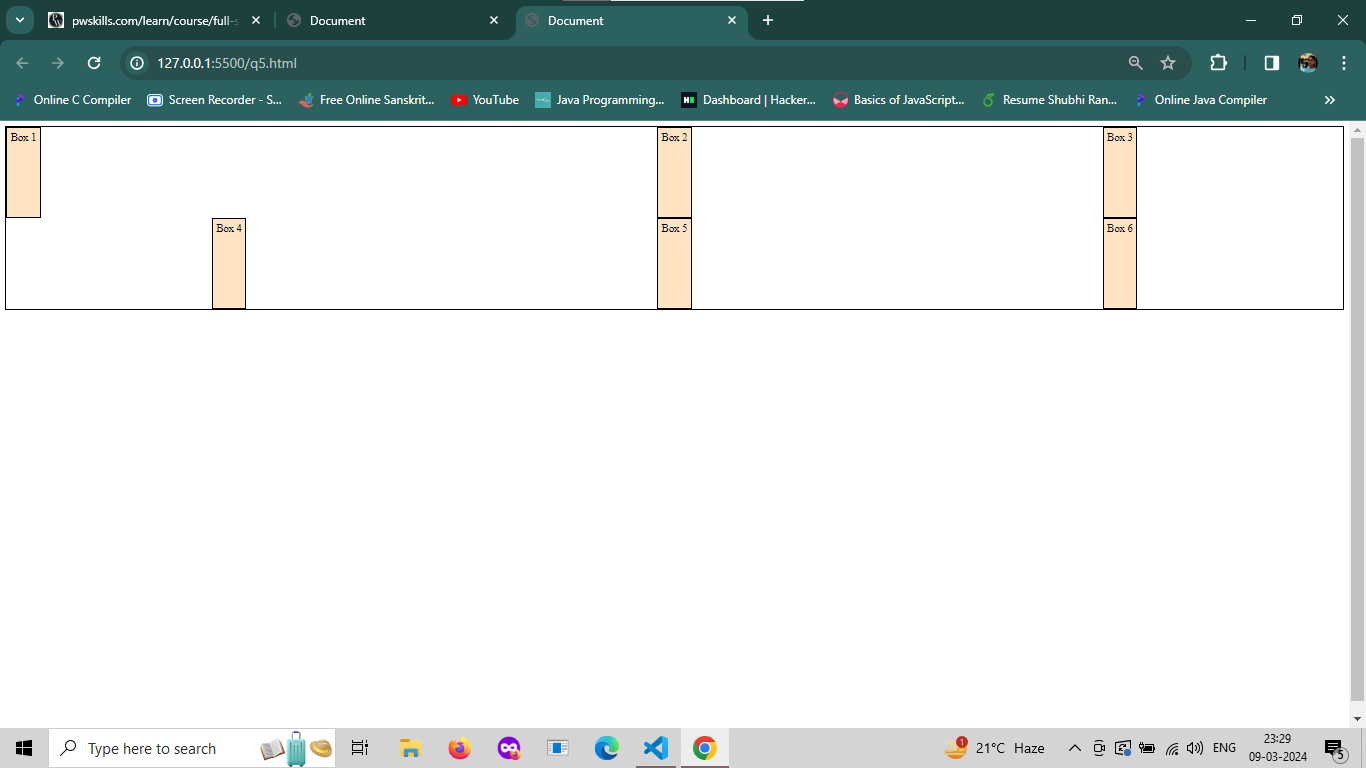 pwskills.com/learn/course/full-s
Document
Document
127.0.0.1:5500/q5.html
Online C Compiler
Screen Recorder - S...
Free Online Sanskrit...
YouTube
Java Programming...
Dashboard | Hacker...
Basics of JavaScript...
Resume Shubhi Ran...
Online Java Compiler
Box 1
Box 2
Box 3
Box 4
Box 5
Box 6
Type here to search
1
21°C Haze
ENG
23:29
09-03-2024
5